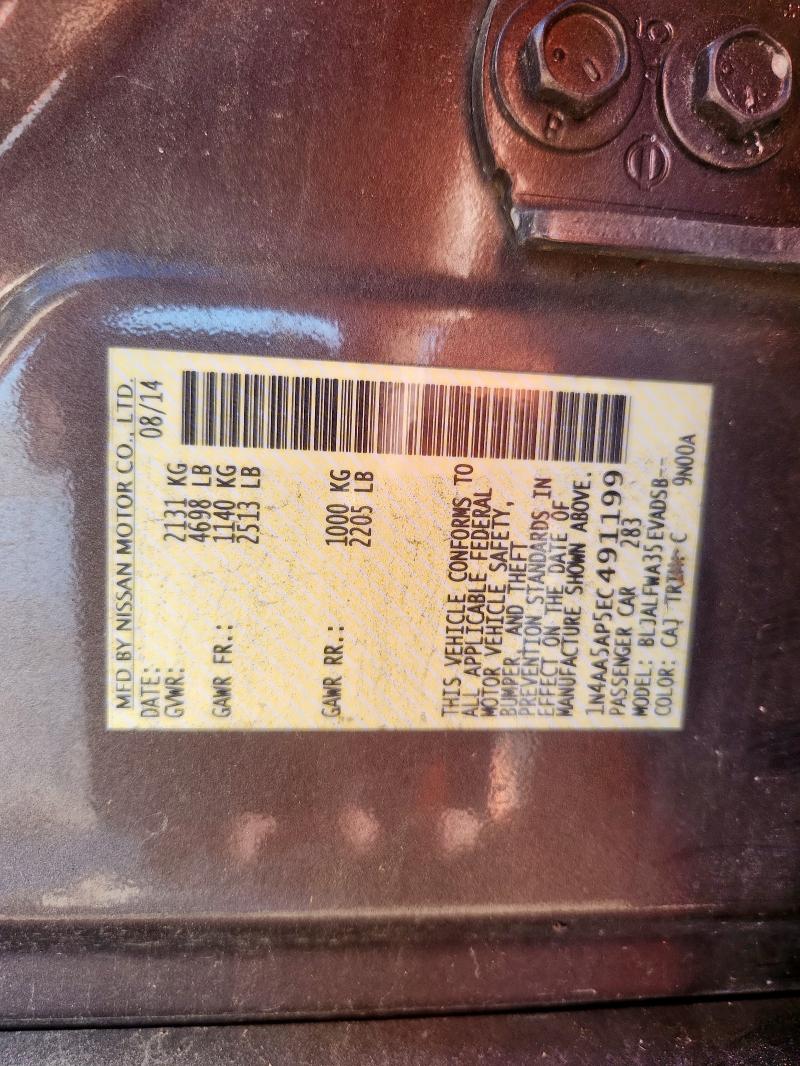 MFD BY NISSAN MOTOR CO., LTD.
DATE: 08/14
GVWR: 2131 KG
4698 LB
GAWR FR.: 1140 KG
2513 LB
GAWR RR.: 1000 KG
2205 LB
THIS VEHICLE CONFORMS TO
ALL APPLICABLE FEDERAL
MOTOR VEHICLE SAFETY,
BUMPER AND THEFT
PREVENTION STANDARDS IN
EFFECT ON THE DATE OF
MANUFACTURE SHOWN ABOVE.
1N4AA5AP5EC491199
PASSENGER CAR 283
MODEL: BLJALFWA35EVADSB--
COLOR: CAJ TRIM: C 9N00A